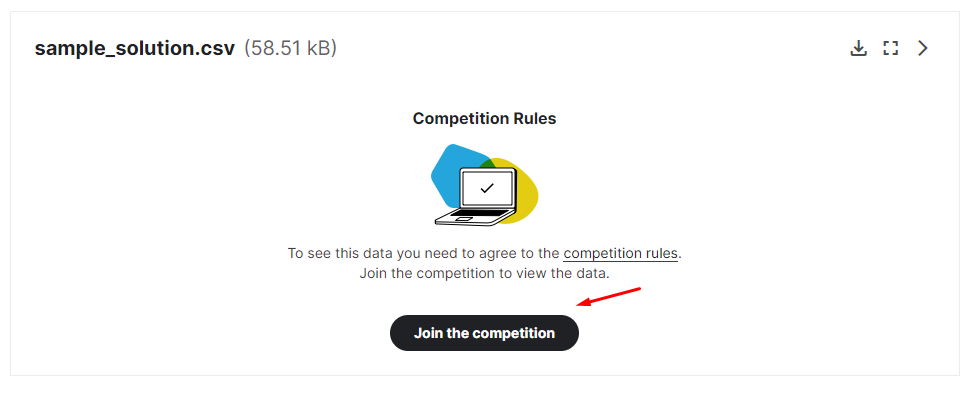 sample_solution.csv (58.51 kB)
Competition Rules
To see this data you need to agree to the competition rules.
Join the competition to view the data.
Join the competition